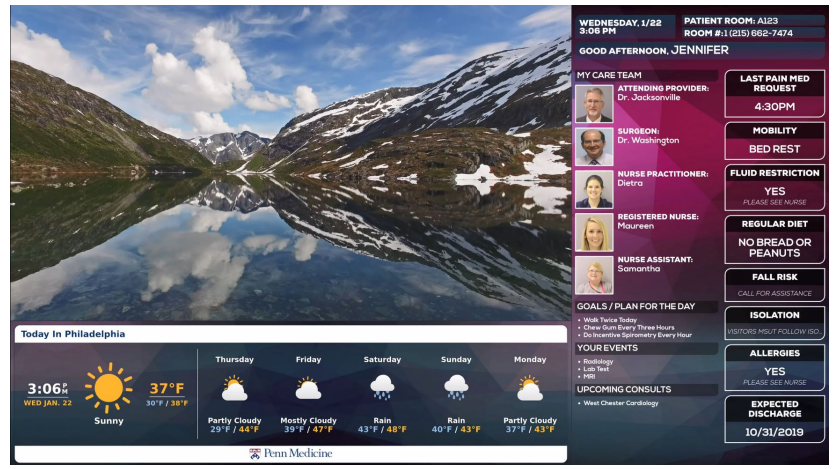 WEDNESDAY, 1/22
3:06 PM
PATIENT ROOM: A123
ROOM #:1 (215) 662-7474
GOOD AFTERNOON, JENNIFER
MY CARE TEAM
ATTENDING PROVIDER:
Dr. Jacksonville
SURGEON:
Dr. Washington
NURSE PRACTITIONER:
Dietra
REGISTERED NURSE:
Maureen
NURSE ASSISTANT:
Samantha
GOALS / PLAN FOR THE DAY
• Walk Twice Today
• Chew Gum Every Three Hours
• Do Incentive Spirometry Every Hour
YOUR EVENTS
• Radiology
• Lab Test
• MRI
UPCOMING CONSULTS
• West Chester Cardiology
LAST PAIN MED
REQUEST
4:30PM
MOBILITY
BED REST
FLUID RESTRICTION
YES
PLEASE SEE NURSE
REGULAR DIET
NO BREAD OR
PEANUTS
FALL RISK
CALL FOR ASSISTANCE
ISOLATION
VISITORS MSUT FOLLOW ISO...
ALLERGIES
YES
PLEASE SEE NURSE
EXPECTED
DISCHARGE
10/31/2019
Today In Philadelphia
3:06 PM
WED JAN. 22
Sunny
37°F
30°F / 38°F
Thursday
Partly Cloudy
29°F / 44°F
Friday
Mostly Cloudy
39°F / 47°F
Saturday
Rain
43°F / 48°F
Sunday
Rain
40°F / 43°F
Monday
Partly Cloudy
37°F / 43°F
Penn Medicine